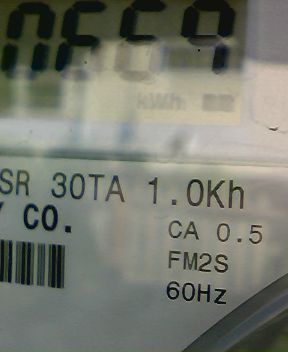 kWh
SR 30TA 1.0Kh
Y CO.
CA 0.5
FM2S
60Hz